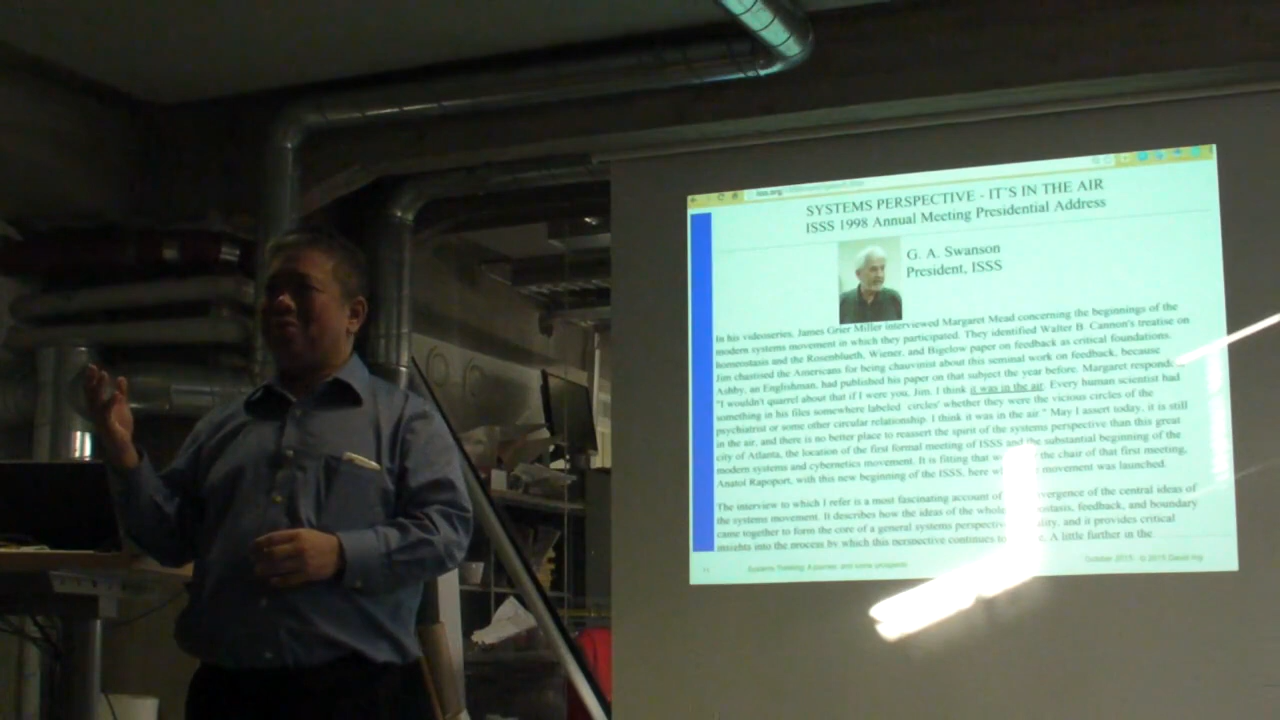 SYSTEMS PERSPECTIVE - IT'S IN THE AIR
ISSS 1998 Annual Meeting Presidential Address
G. A. Swanson
President, ISSS
In his videoseries, James Grier Miller interviewed Margaret Mead concerning the beginnings of the
modern systems movement in which they participated. They identified Walter B. Cannon's treatise on
homeostasis and the Rosenblueth, Wiener, and Bigelow paper on feedback as critical foundations.
Jim chastised the Americans for being chauvinist about this seminal work on feedback, because
Ashby, an Englishman, had published his paper on that subject the year before. Margaret
"I wouldn't quarrel about that if I were you, Jim. I think it was in the air. Every human scientist had
something in his files somewhere labeled 'circles' whether they were the vicious circles of the
psychiatrist or some other circular relationship. I think it was in the air." May I assert today, it is still
in the air, and there is no better place to reassert the spirit of the systems perspective than this great
city of Atlanta, the location of the first formal meeting of ISSS and the substantial beginning of the
modern systems and cybernetics movement. It is fitting that the chair of that first meeting,
Anatol Rapoport, with this new beginning of the ISSS, here movement was launched.
The interview to which I refer is a most fascinating account of of the central ideas of
the systems movement. It describes how the ideas of the whole, feedback, and boundary
came together to form the core of a general systems and it provides critical
insights into the process by which this perspective continues to A little further in the
Systems Thinking: A journey and some prospects
October 2015 © 2015 David Ing